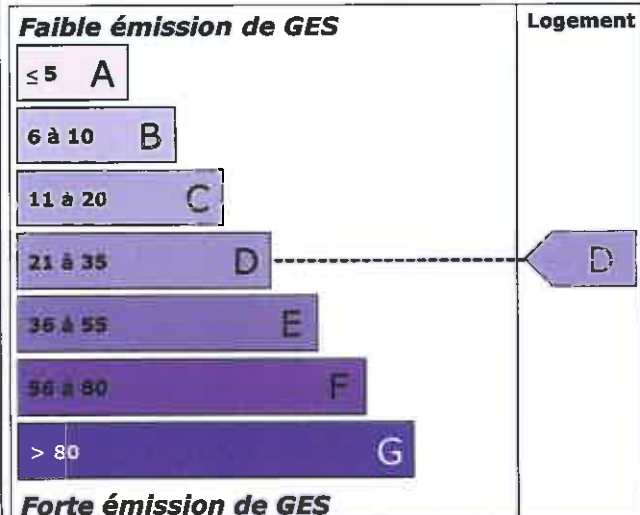 Faible émission de GES
Logement
≤ 5 A
6 à 10 B
11 à 20 C
21 à 35 D
D
36 à 55 E
56 à 80 F
> 80 G
Forte émission de GES